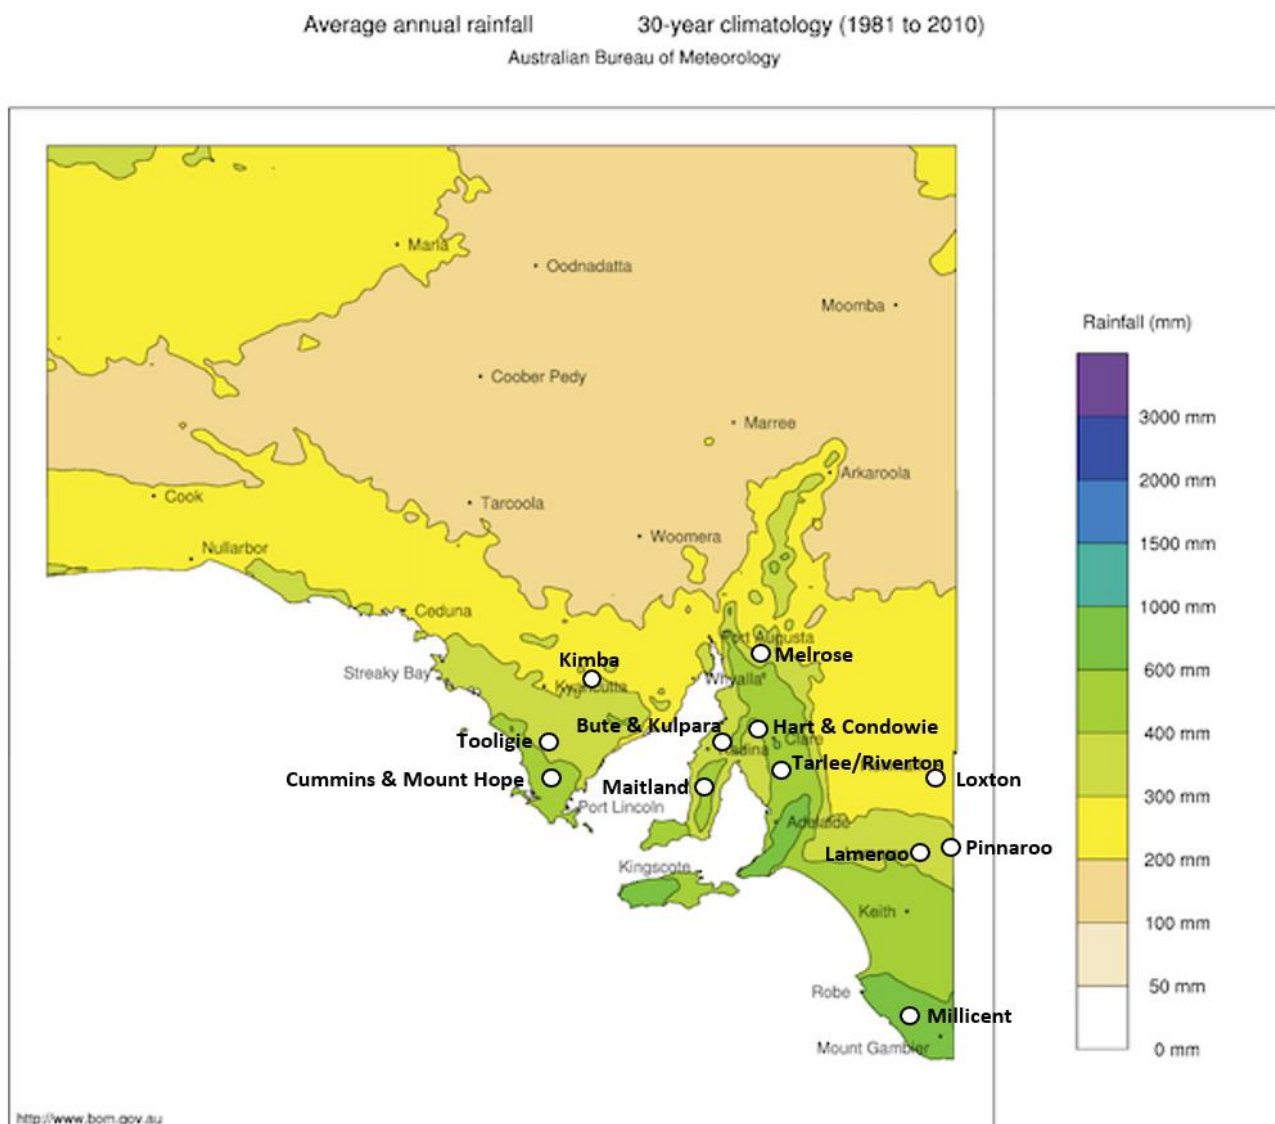 Average annual rainfall 30-year climatology (1981 to 2010)
Australian Bureau of Meteorology
Marla
Oodnadatta
Moomba
Rainfall (mm)
Coober Pedy
3000 mm
Marree
Arkaroola
2000 mm
Cook
Tarcoola
Woomera
1500 mm
Nullarbor
Ceduna
1000 mm
Port Augusta
Kimba
Melrose
Streaky Bay
Whyalla
600 mm
Kyancutta
Bute & Kulpara
Hart & Condowie
400 mm
Tooligie
Kadina
Clare
Tarlee/Riverton
Cummins & Mount Hope
Maitland
Loxton
300 mm
Port Lincoln
Adelaide
Lameroo
Pinnaroo
200 mm
Kingscote
Keith
100 mm
Robe
50 mm
Millicent
Mount Gambier
0 mm
http://www.bom.gov.au